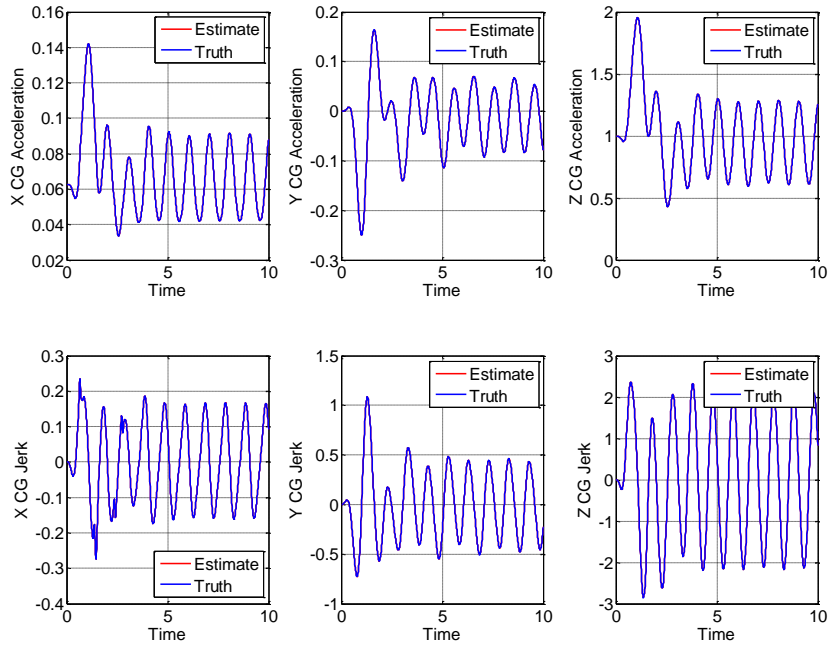 0.16
0.14
0.12
0.1
0.08
0.06
0.04
0.02
X CG Acceleration
0
5
10
Time
Estimate
Truth
0.2
0.1
0
-0.1
-0.2
-0.3
Y CG Acceleration
0
5
10
Time
Estimate
Truth
2
1.5
1
0.5
0
Z CG Acceleration
0
5
10
Time
Estimate
Truth
0.3
0.2
0.1
0
-0.1
-0.2
-0.3
-0.4
X CG Jerk
0
5
10
Time
Estimate
Truth
1.5
1
0.5
0
-0.5
-1
Y CG Jerk
0
5
10
Time
Estimate
Truth
3
2
1
0
-1
-2
-3
Z CG Jerk
0
5
10
Time
Estimate
Truth